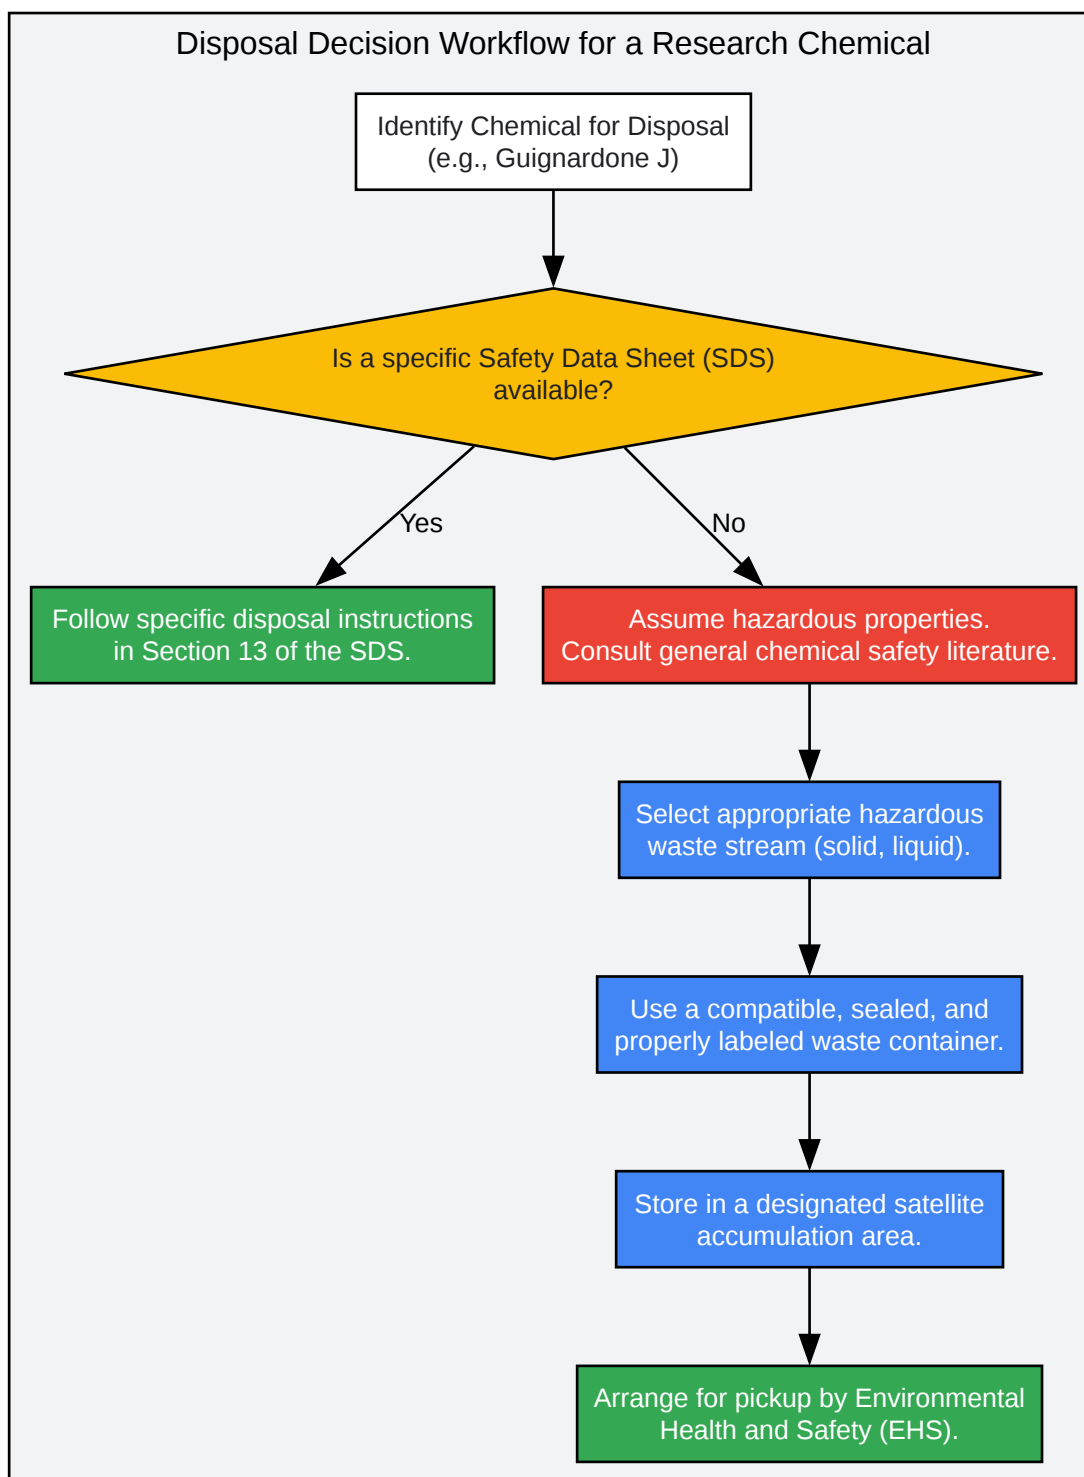 Disposal Decision Workflow for a Research Chemical
Identify Chemical for Disposal
(e.g., Guignardone J)
Is a specific Safety Data Sheet (SDS)
available?
Yes
No
Follow specific disposal instructions
in Section 13 of the SDS.
Assume hazardous properties.
Consult general chemical safety literature.
Select appropriate hazardous
waste stream (solid, liquid).
Use a compatible, sealed, and
properly labeled waste container.
Store in a designated satellite
accumulation area.
Arrange for pickup by Environmental
Health and Safety (EHS).